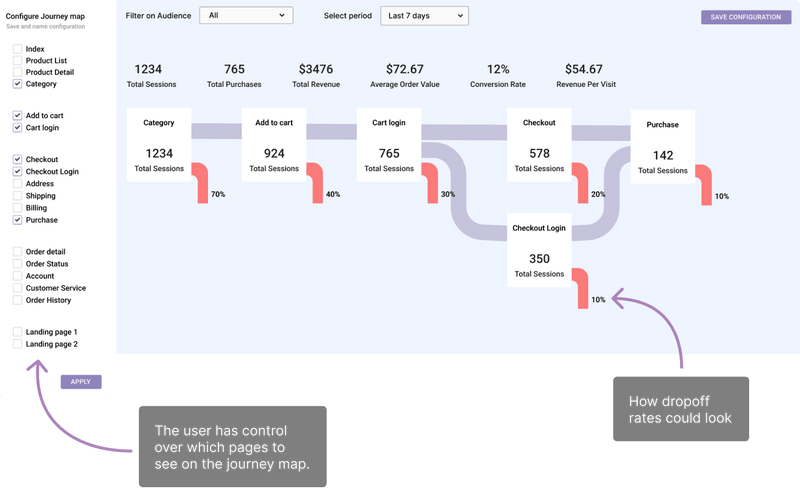 Configure Journey map
Save and name configuration
Filter on Audience
All
Select period
Last 7 days
SAVE CONFIGURATION
Index
Product List
Product Detail
Category
Add to cart
Cart login
Checkout
Checkout Login
Address
Shipping
Billing
Purchase
Order detail
Order Status
Account
Customer Service
Order History
Landing page 1
Landing page 2
APPLY
1234
Total Sessions
765
Total Purchases
$3476
Total Revenue
$72.67
Average Order Value
12%
Conversion Rate
$54.67
Revenue Per Visit
Category
1234
Total Sessions
70%
Add to cart
924
Total Sessions
40%
Cart login
765
Total Sessions
30%
Checkout
578
Total Sessions
20%
Purchase
142
Total Sessions
10%
Checkout Login
350
Total Sessions
10%
The user has control
over which pages to
see on the journey map.
How dropoff
rates could look